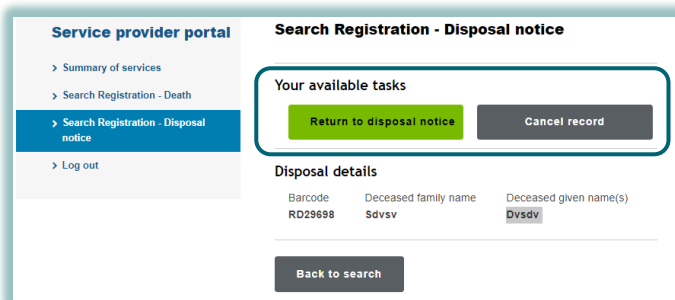 Service provider portal
> Summary of services
> Search Registration - Death
> Search Registration - Disposal
notice
> Log out
Search Registration - Disposal notice
Your available tasks
Return to disposal notice Cancel record
Disposal details
Barcode Deceased family name Deceased given name(s)
RD29698 Sdvsv Dvsdv
Back to search